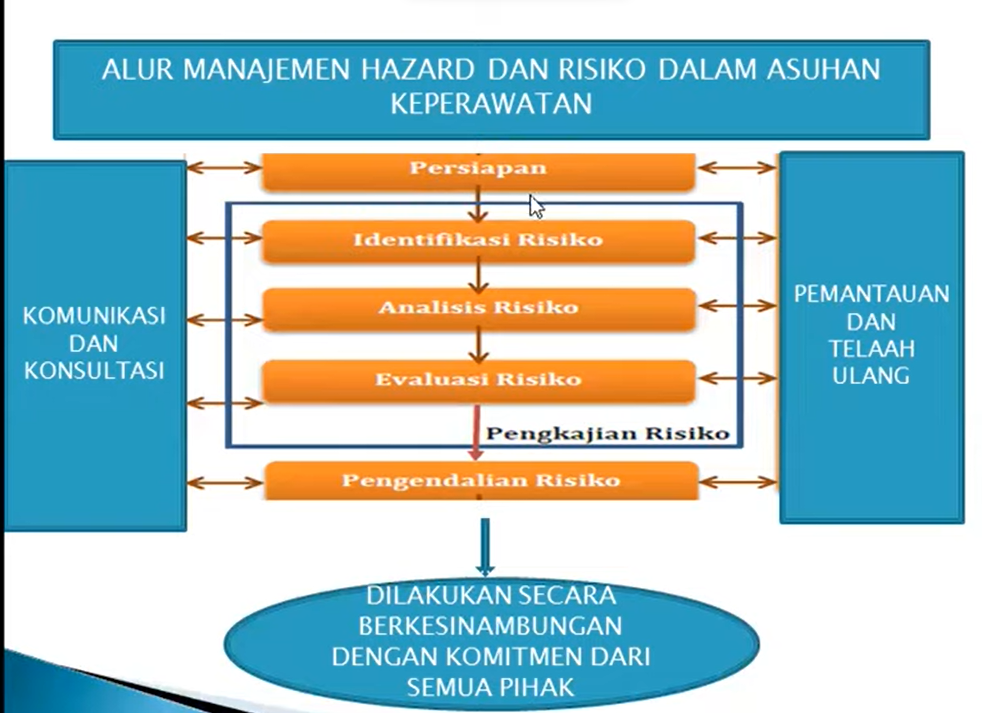 ALUR MANAJEMEN HAZARD DAN RISIKO DALAM ASUHAN
KEPERAWATAN
KOMUNIKASI
DAN
KONSULTASI
Persiapan
Identifikasi Risiko
Analisis Risiko
Evaluasi Risiko
Pengkajian Risiko
Pengendalian Risiko
PEMANTAUAN
DAN
TELAAH
ULANG
DILAKUKAN SECARA
BERKESINAMBUNGAN
DENGAN KOMITMEN DARI
SEMUA PIHAK